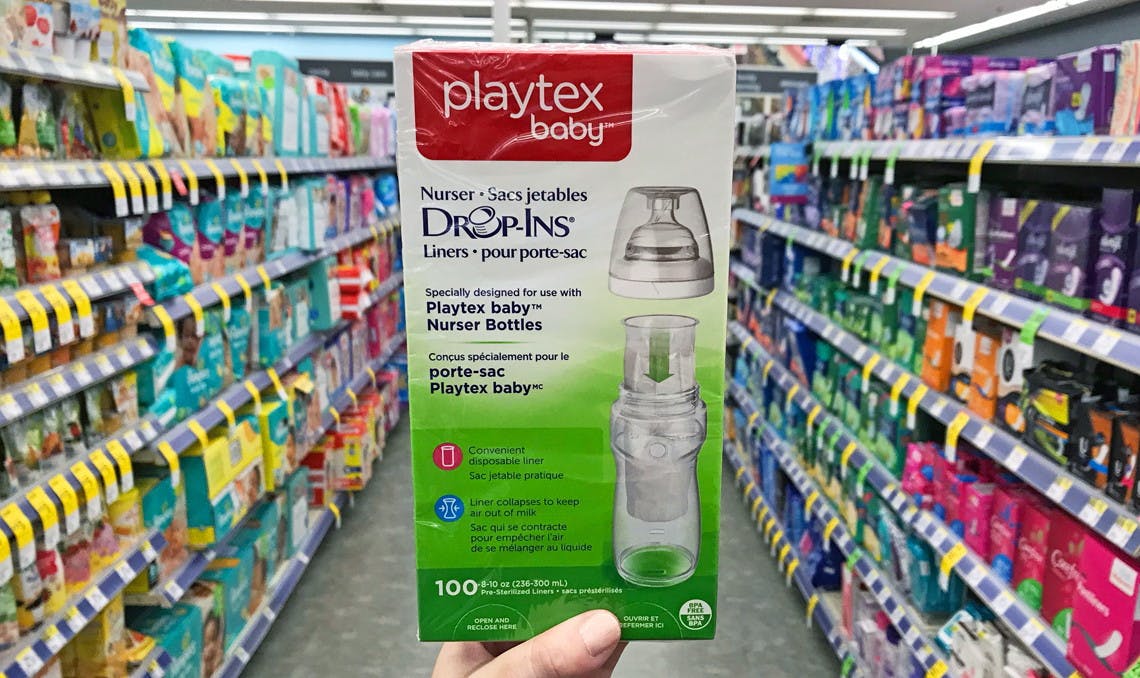 playtex
baby™
Nurser • Sacs jetables
DROP-INS®
Liners • pour porte-sac
Specially designed for use with
Playtex baby™
Nurser Bottles
Conçus spécialement pour le
porte-sac
Playtex baby MC
Convenient
disposable liner
Sac jetable pratique
Liner collapses to keep
air out of milk
Sac qui se contracte
pour empêcher l'air
de se mélanger au liquide
100 8-10 oz (236-300 mL)
Pre-Sterilized Liners • sacs préstérilisés
OPEN AND
RECLOSE HERE
OUVRIR ET
REFERMER ICI
BPA
FREE
SANS
BPA
Carefree